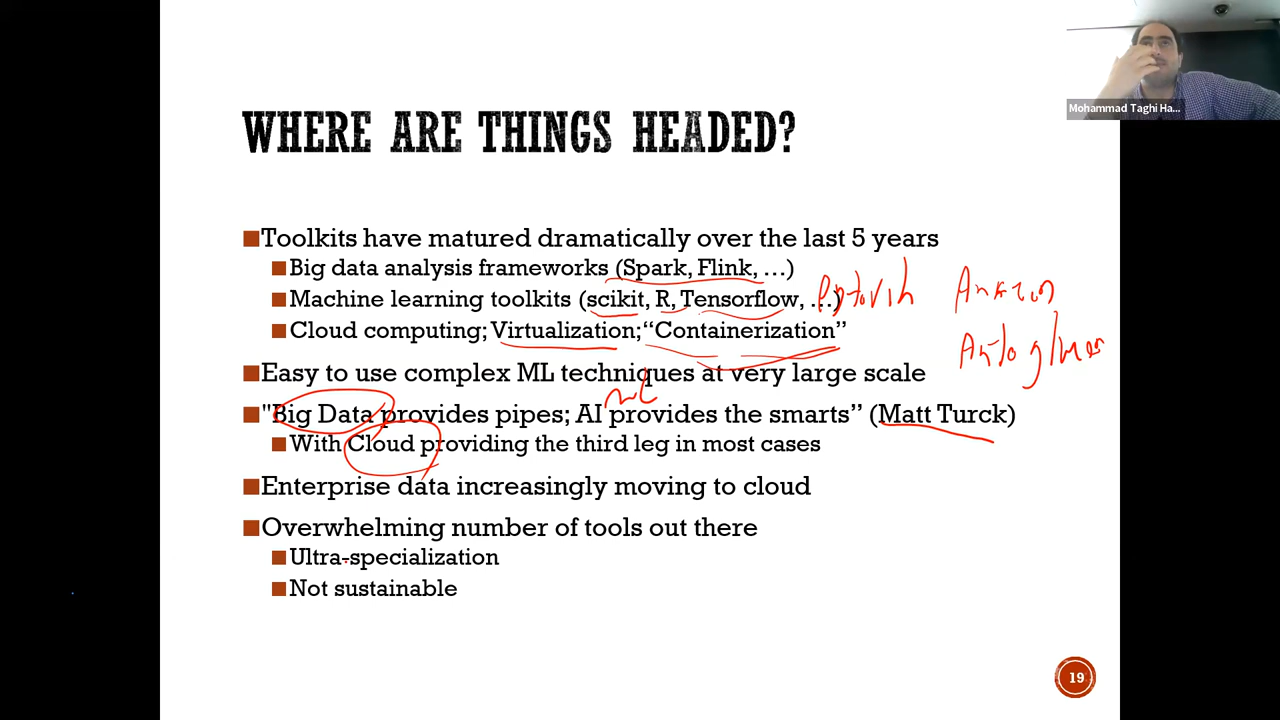 Mohammad Taghi Ha...
WHERE ARE THINGS HEADED?
Toolkits have matured dramatically over the last 5 years
Big data analysis frameworks (Spark, Flink, …)
Machine learning toolkits (scikit, R, Tensorflow, …)
Cloud computing; Virtualization; “Containerization”
Easy to use complex ML techniques at very large scale
ML
"Big Data provides pipes; AI provides the smarts” (Matt Turck)
With Cloud providing the third leg in most cases
Enterprise data increasingly moving to cloud
Overwhelming number of tools out there
Ultra-specialization
Not sustainable
19